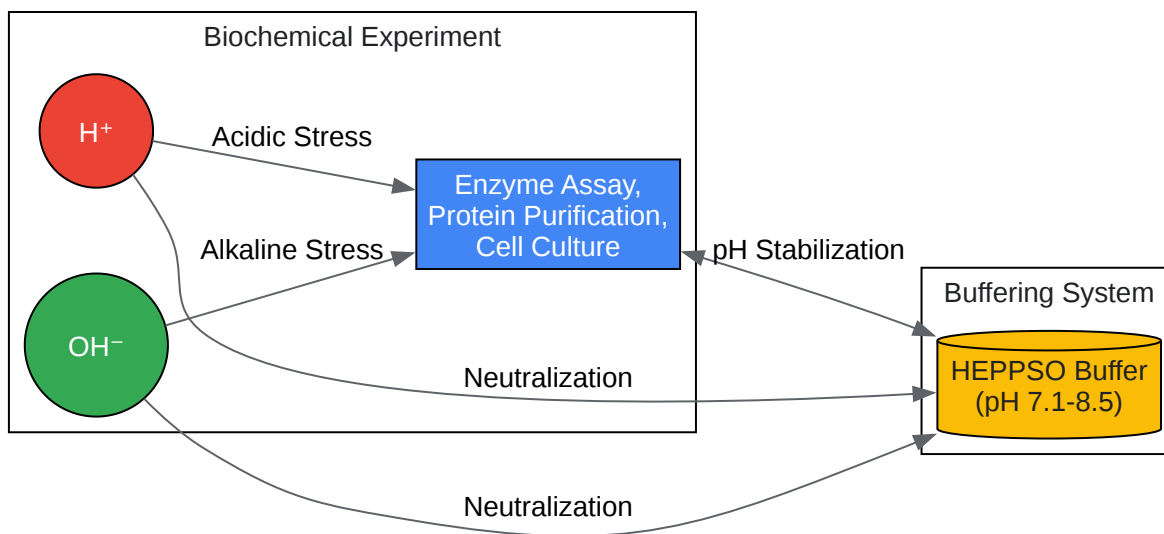 Biochemical Experiment
H⁺
Acidic Stress
Enzyme Assay,
Protein Purification,
Cell Culture
Alkaline Stress
pH Stabilization
Buffering System
OH⁻
HEPPSO Buffer
(pH 7.1-8.5)
Neutralization
Neutralization